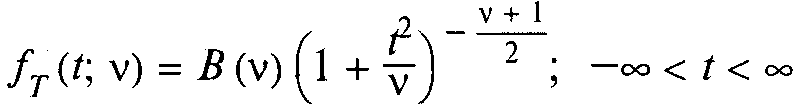 f_T (t; ν) = B (ν) (1 + t²/ν)^(− (ν + 1)/2); −∞ < t < ∞